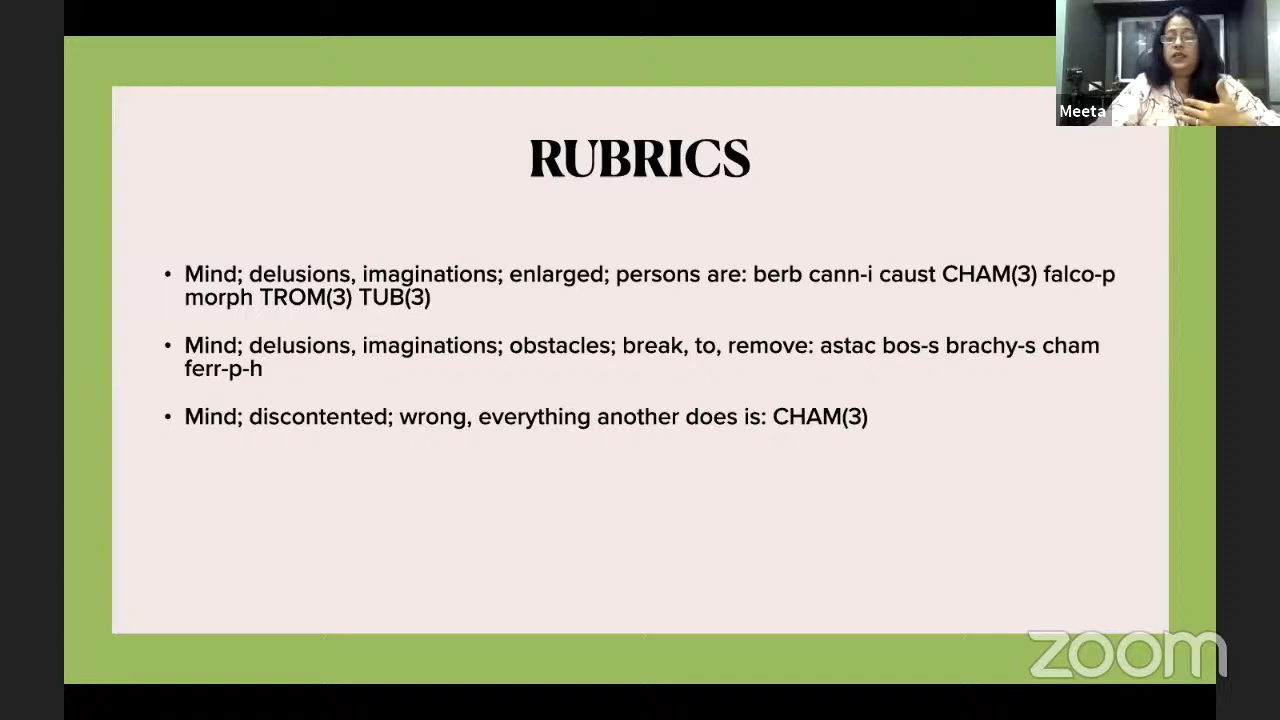 Meeta
RUBRICS
• Mind; delusions, imaginations; enlarged; persons are: berb cann-i caust CHAM(3) falco-p
morph TROM(3) TUB(3)
• Mind; delusions, imaginations; obstacles; break, to, remove: astac bos-s brachy-s cham
ferr-p-h
• Mind; discontented; wrong, everything another does is: CHAM(3)
zoom